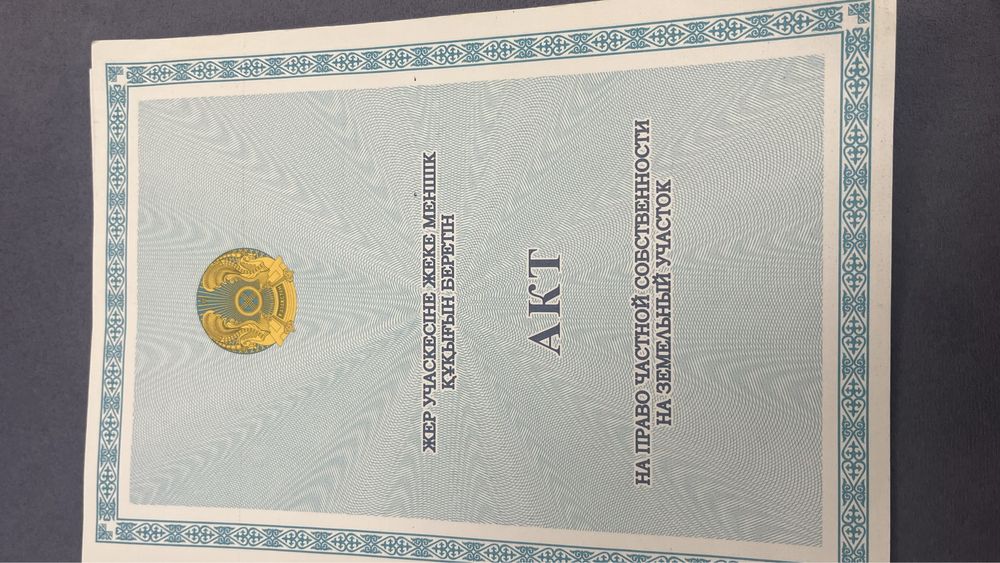 ЖЕР УЧАСКЕСІНЕ ЖЕКЕ МЕНШІК
ҚҰҚЫҒЫН БЕРЕТІН
АКТ
НА ПРАВО ЧАСТНОЙ СОБСТВЕННОСТИ
НА ЗЕМЕЛЬНЫЙ УЧАСТОК